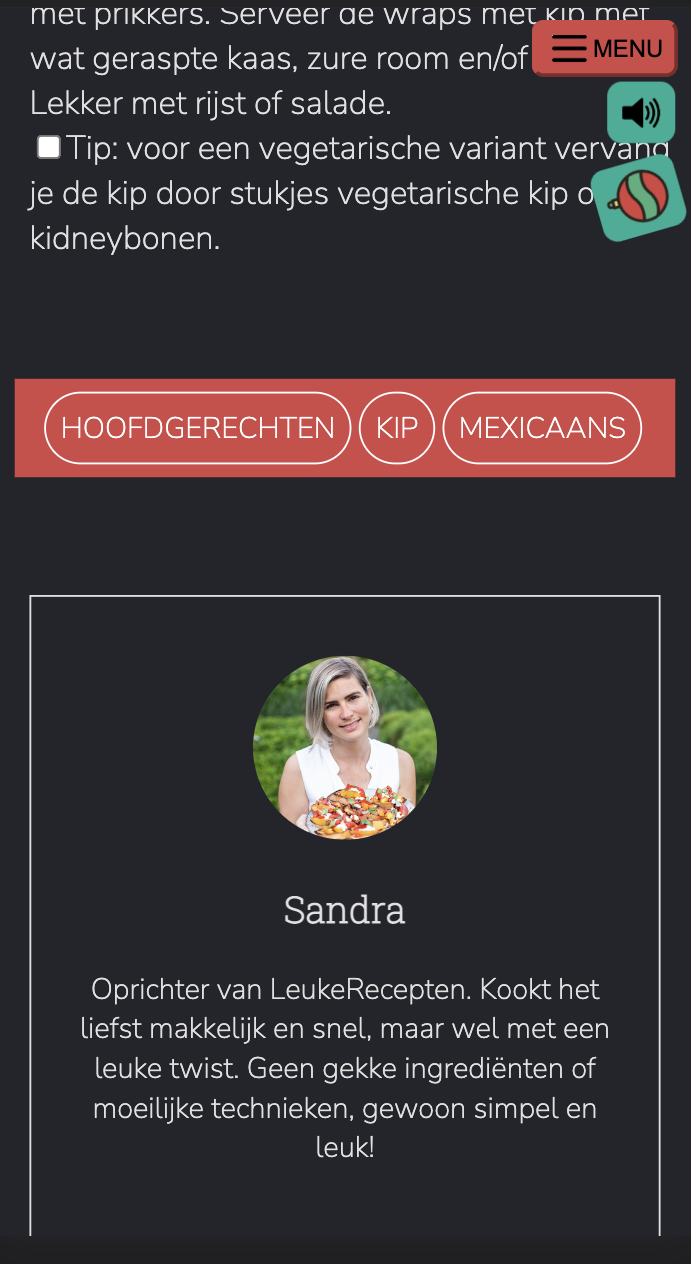 met prikkers. Serveer de wraps met kip met
wat geraspte kaas, zure room en/of
MENU
Lekker met rijst of salade.
Tip: voor een vegetarische variant vervang
je de kip door stukjes vegetarische kip
kidneybonen.
HOOFDGERECHTEN KIP MEXICAANS
Sandra
Oprichter van LeukeRecepten. Kookt het
liefst makkelijk en snel, maar wel met een
leuke twist. Geen gekke ingrediënten of
moeilijke technieken, gewoon simpel en
leuk!